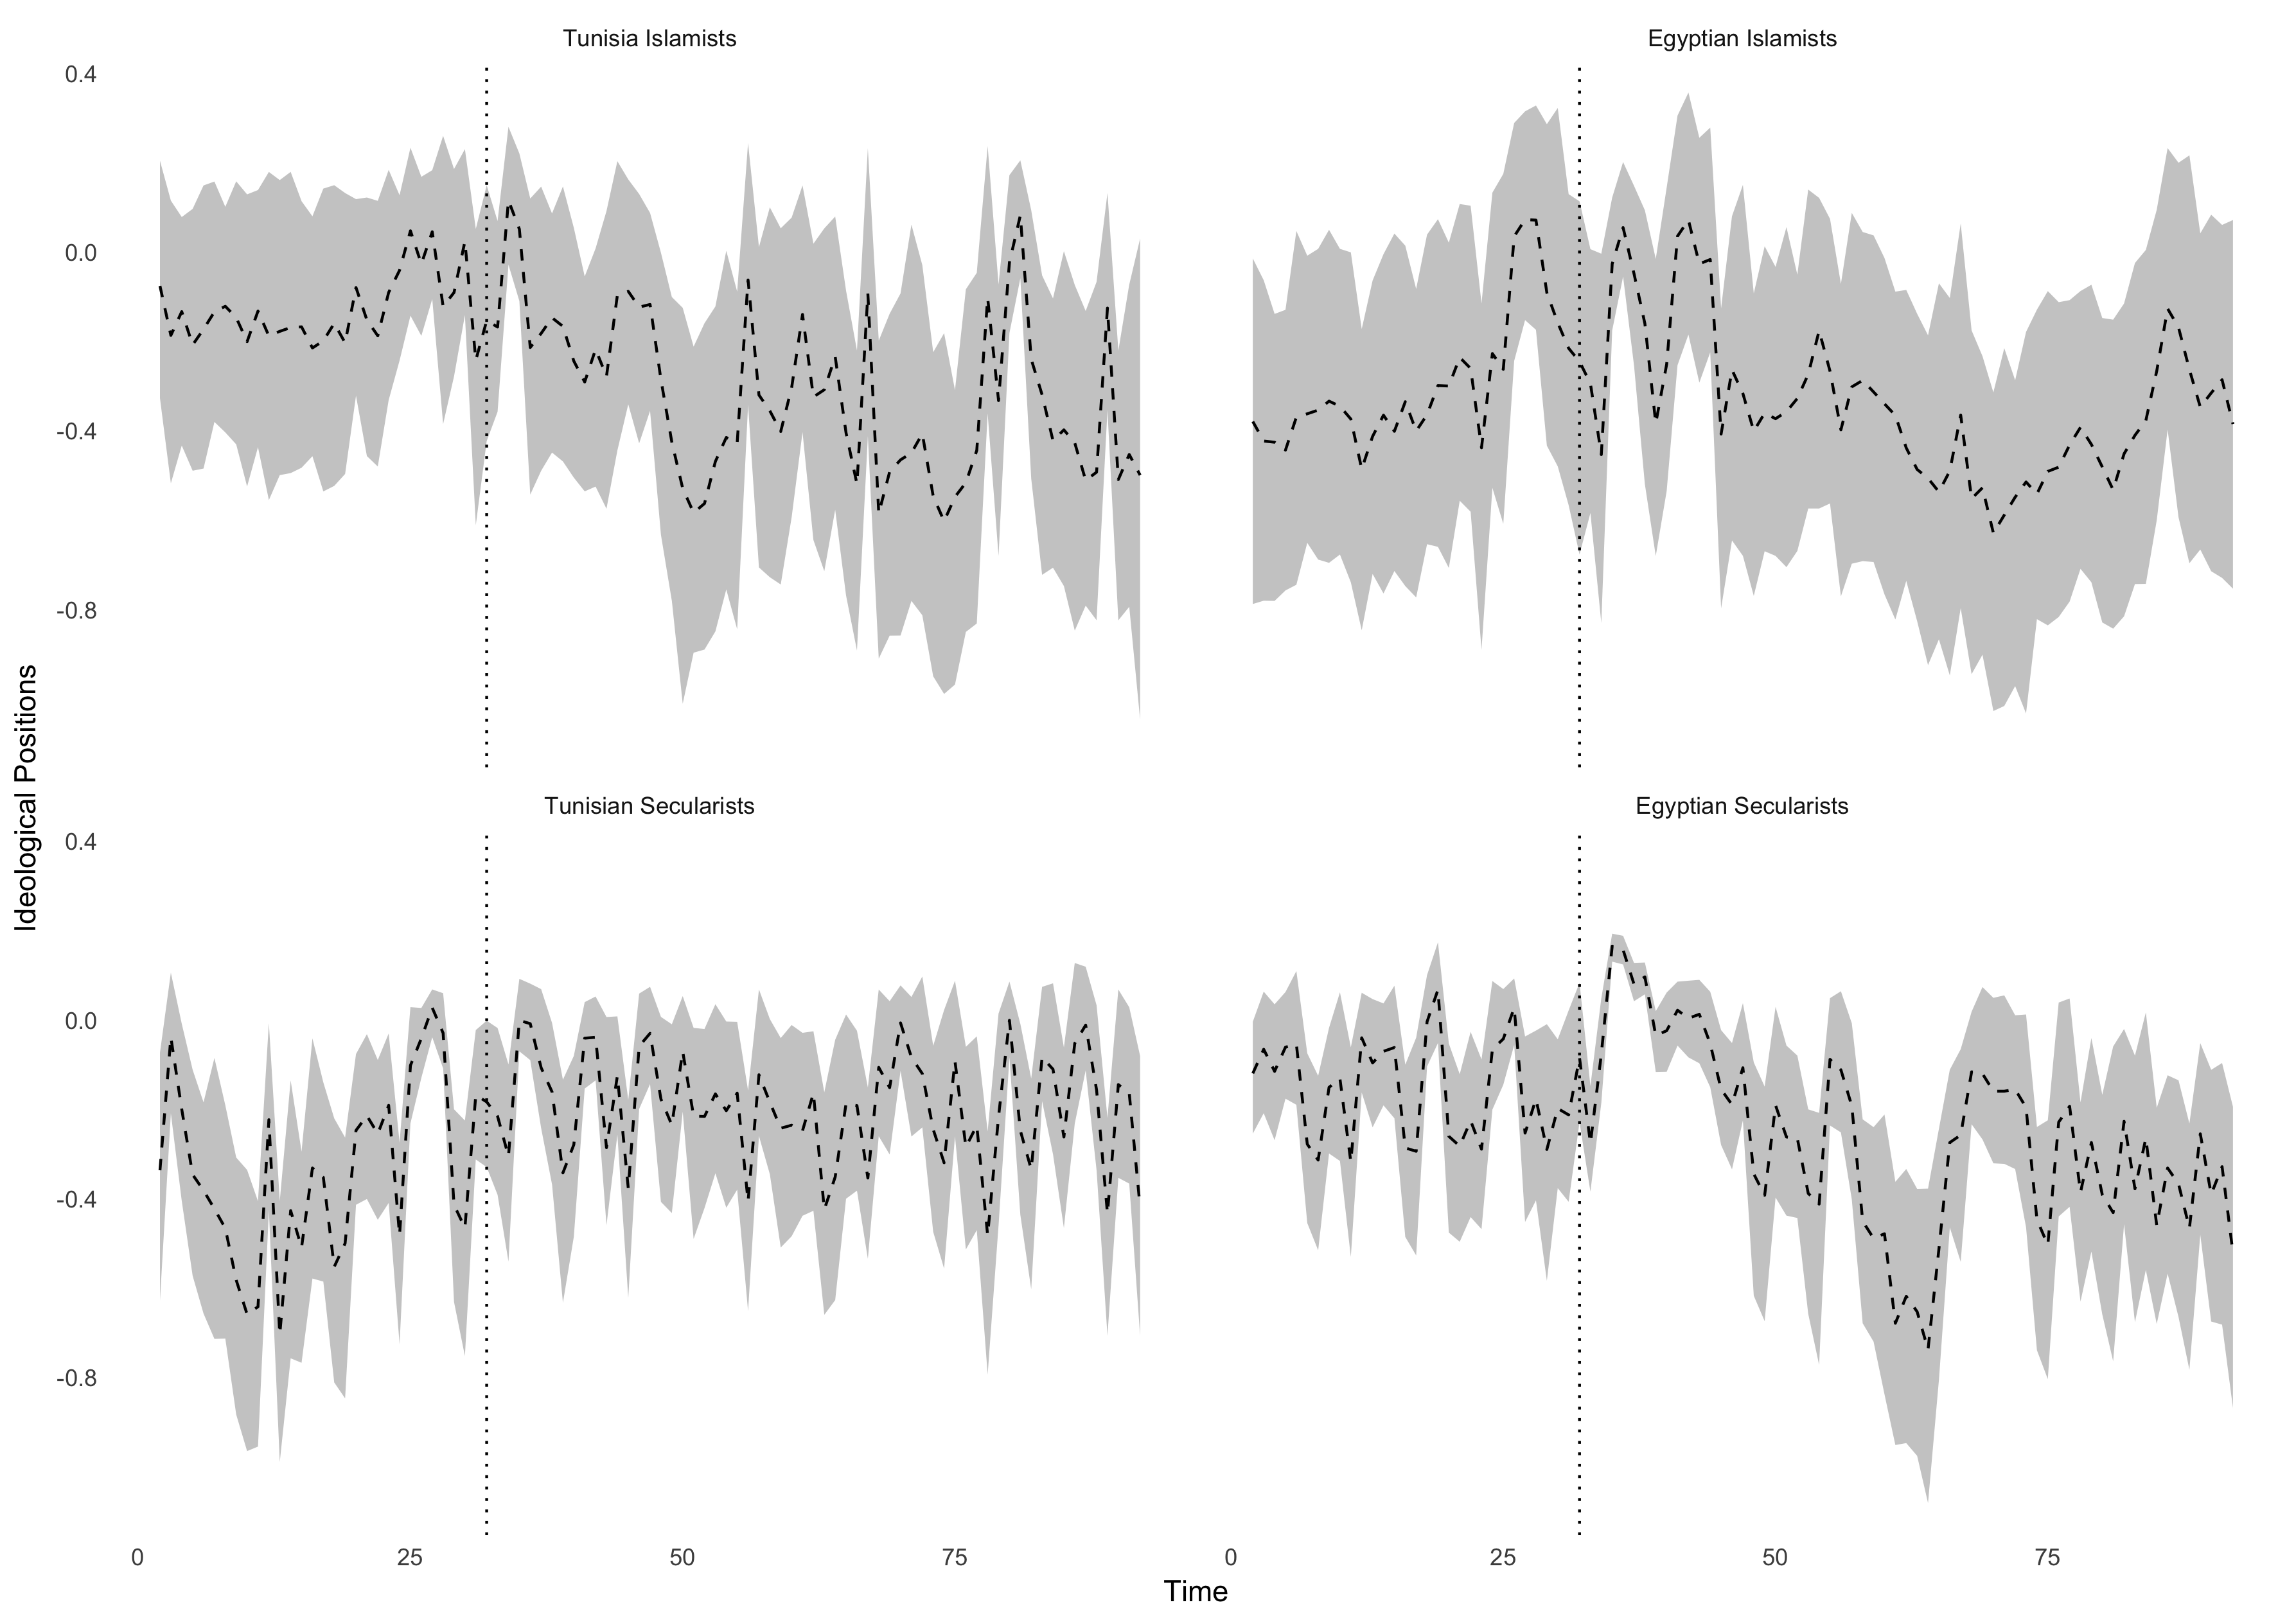 Tunisia Islamists
Egyptian Islamists
0.4
0.0
-0.4
-0.8
Ideological Positions
Tunisian Secularists
Egyptian Secularists
0.4
0.0
-0.4
-0.8
0 25 50 75
0 25 50 75
Time